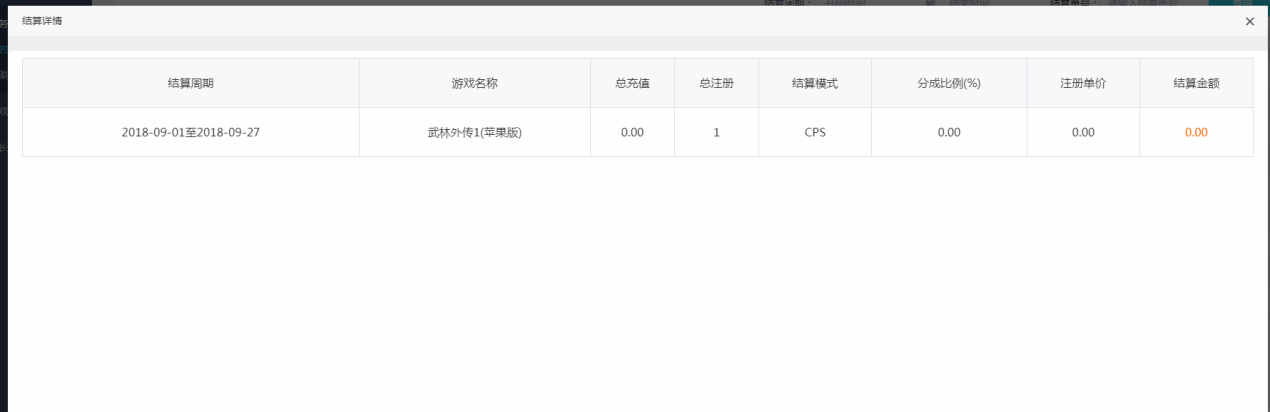 结算详情
结算周期 游戏名称 总充值 总注册 结算模式 分成比例(%) 注册单价 结算金额
2018-09-01至2018-09-27 武林外传1(苹果版) 0.00 1 CPS 0.00 0.00 0.00